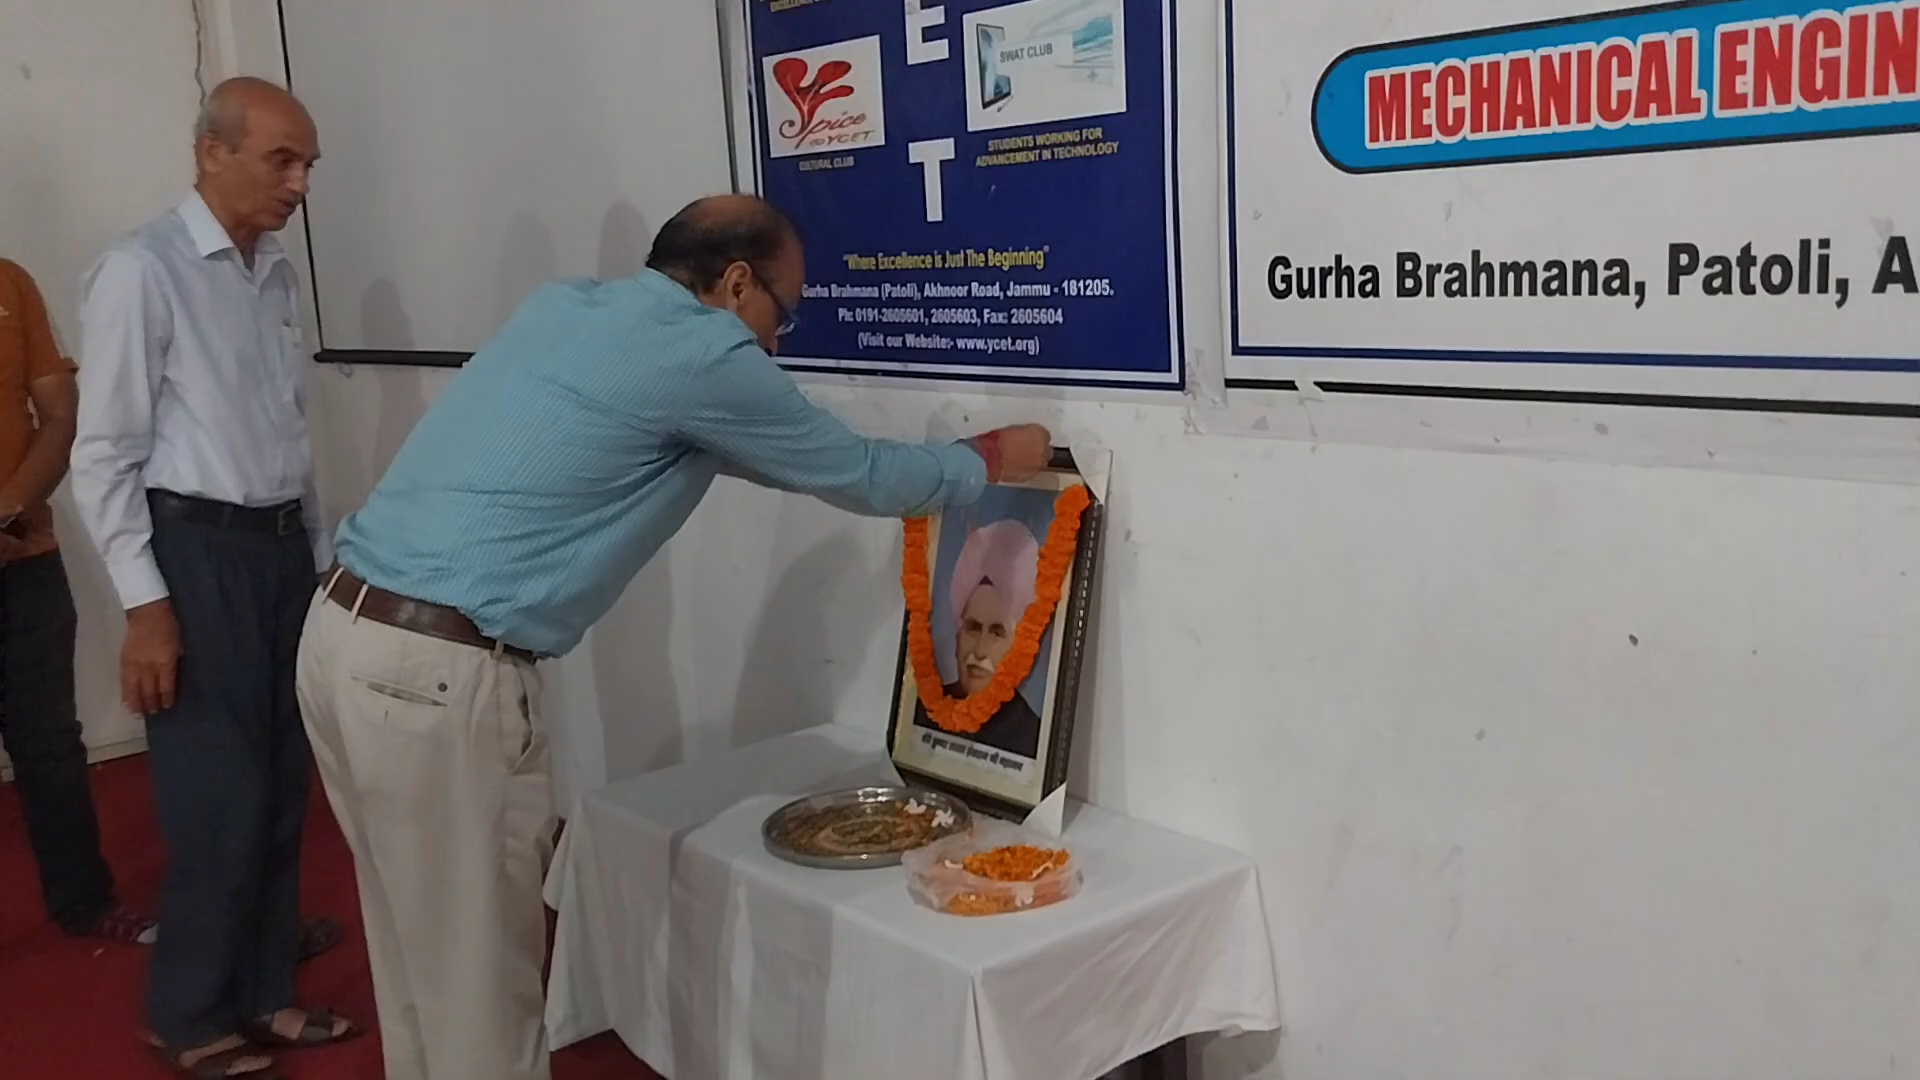 E
T
Spice
@YCET
CULTURAL CLUB
SWAT CLUB
STUDENTS WORKING FOR
ADVANCEMENT IN TECHNOLOGY
"Where Excellence is Just The Beginning"
Gurha Brahmana (Patoli), Akhnoor Road, Jammu - 181205.
Ph: 0191-2605601, 2605603, Fax: 2605604
(Visit our Website:- www.ycet.org)
MECHANICAL ENGIN
Gurha Brahmana, Patoli, A